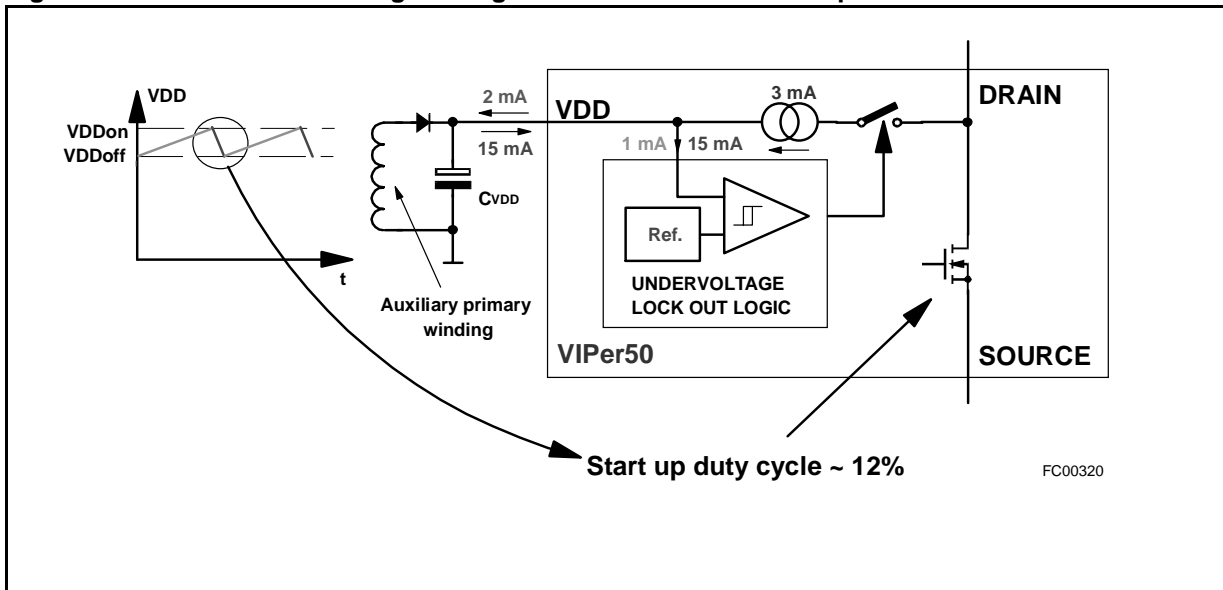 VDD
VDDon
VDDoff
t
2 mA
15 mA
CVDD
Auxiliary primary
winding
VDD
1 mA
15 mA
3 mA
DRAIN
Ref.
UNDERVOLTAGE
LOCK OUT LOGIC
VIPer50
SOURCE
Start up duty cycle ~ 12%
FC00320